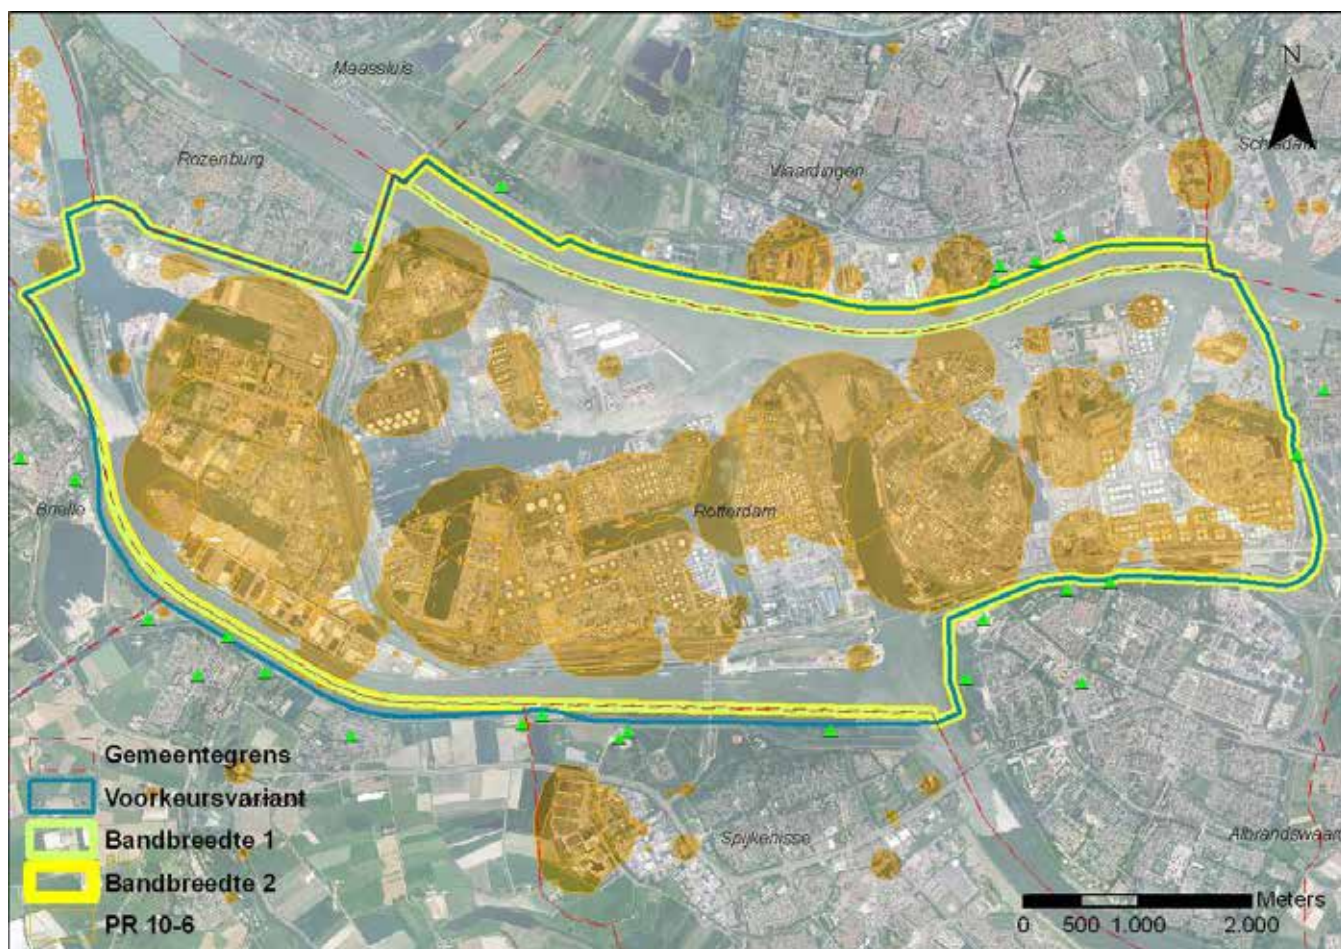 Maassluis
N
Rozenburg
Vlaardingen
Schiedam
Brielle
Rotterdam
Gemeentegrens
Voorkeursvariant
Bandbreedte 1
Bandbreedte 2
PR 10-6
Spijkenisse
Albrandswaard
Meters
0 500 1.000 2.000